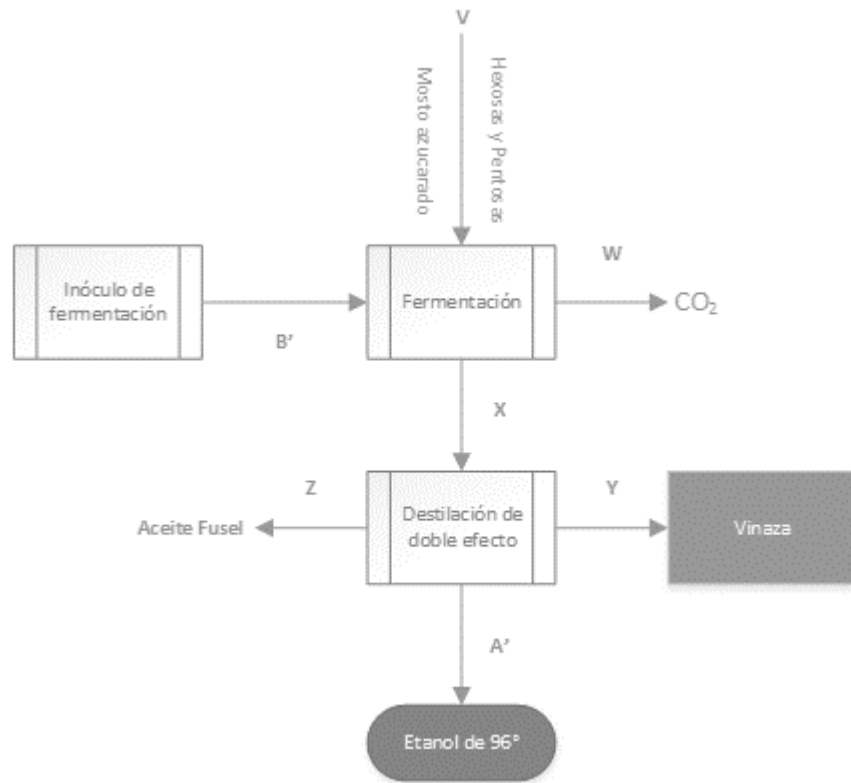 V
Hexosas y Pentosas
Mosto azucarado
Inóculo de
fermentación
B'
Fermentación
W
CO₂
X
Z
Aceite Fusel
Destilación de
doble efecto
Y
Vinaza
A'
Etanol de 96°